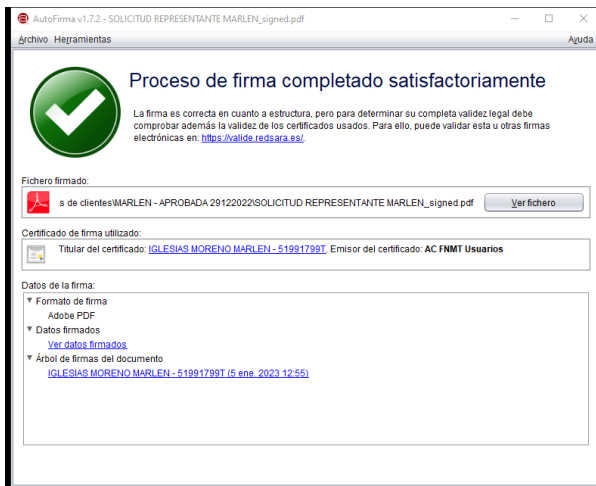 AutoFirma v1.7.2 - SOLICITUD REPRESENTANTE MARLEN_signed.pdf
Archivo Herramientas Ayuda
Proceso de firma completado satisfactoriamente
La firma es correcta en cuanto a estructura, pero para determinar su completa validez legal debe
comprobar además la validez de los certificados usados. Para ello, puede validar esta u otras firmas
electrónicas en: https://valide.redsara.es/.
Fichero firmado:
s de clientes\MARLEN - APROBADA 29122022\SOLICITUD REPRESENTANTE MARLEN_signed.pdf Ver fichero
Certificado de firma utilizado:
Titular del certificado: IGLESIAS MORENO MARLEN - 51991799T. Emisor del certificado: AC FNMT Usuarios
Datos de la firma:
Formato de firma
Adobe PDF
Datos firmados
Ver datos firmados
Árbol de firmas del documento
IGLESIAS MORENO MARLEN - 51991799T (5 ene. 2023 12:55)